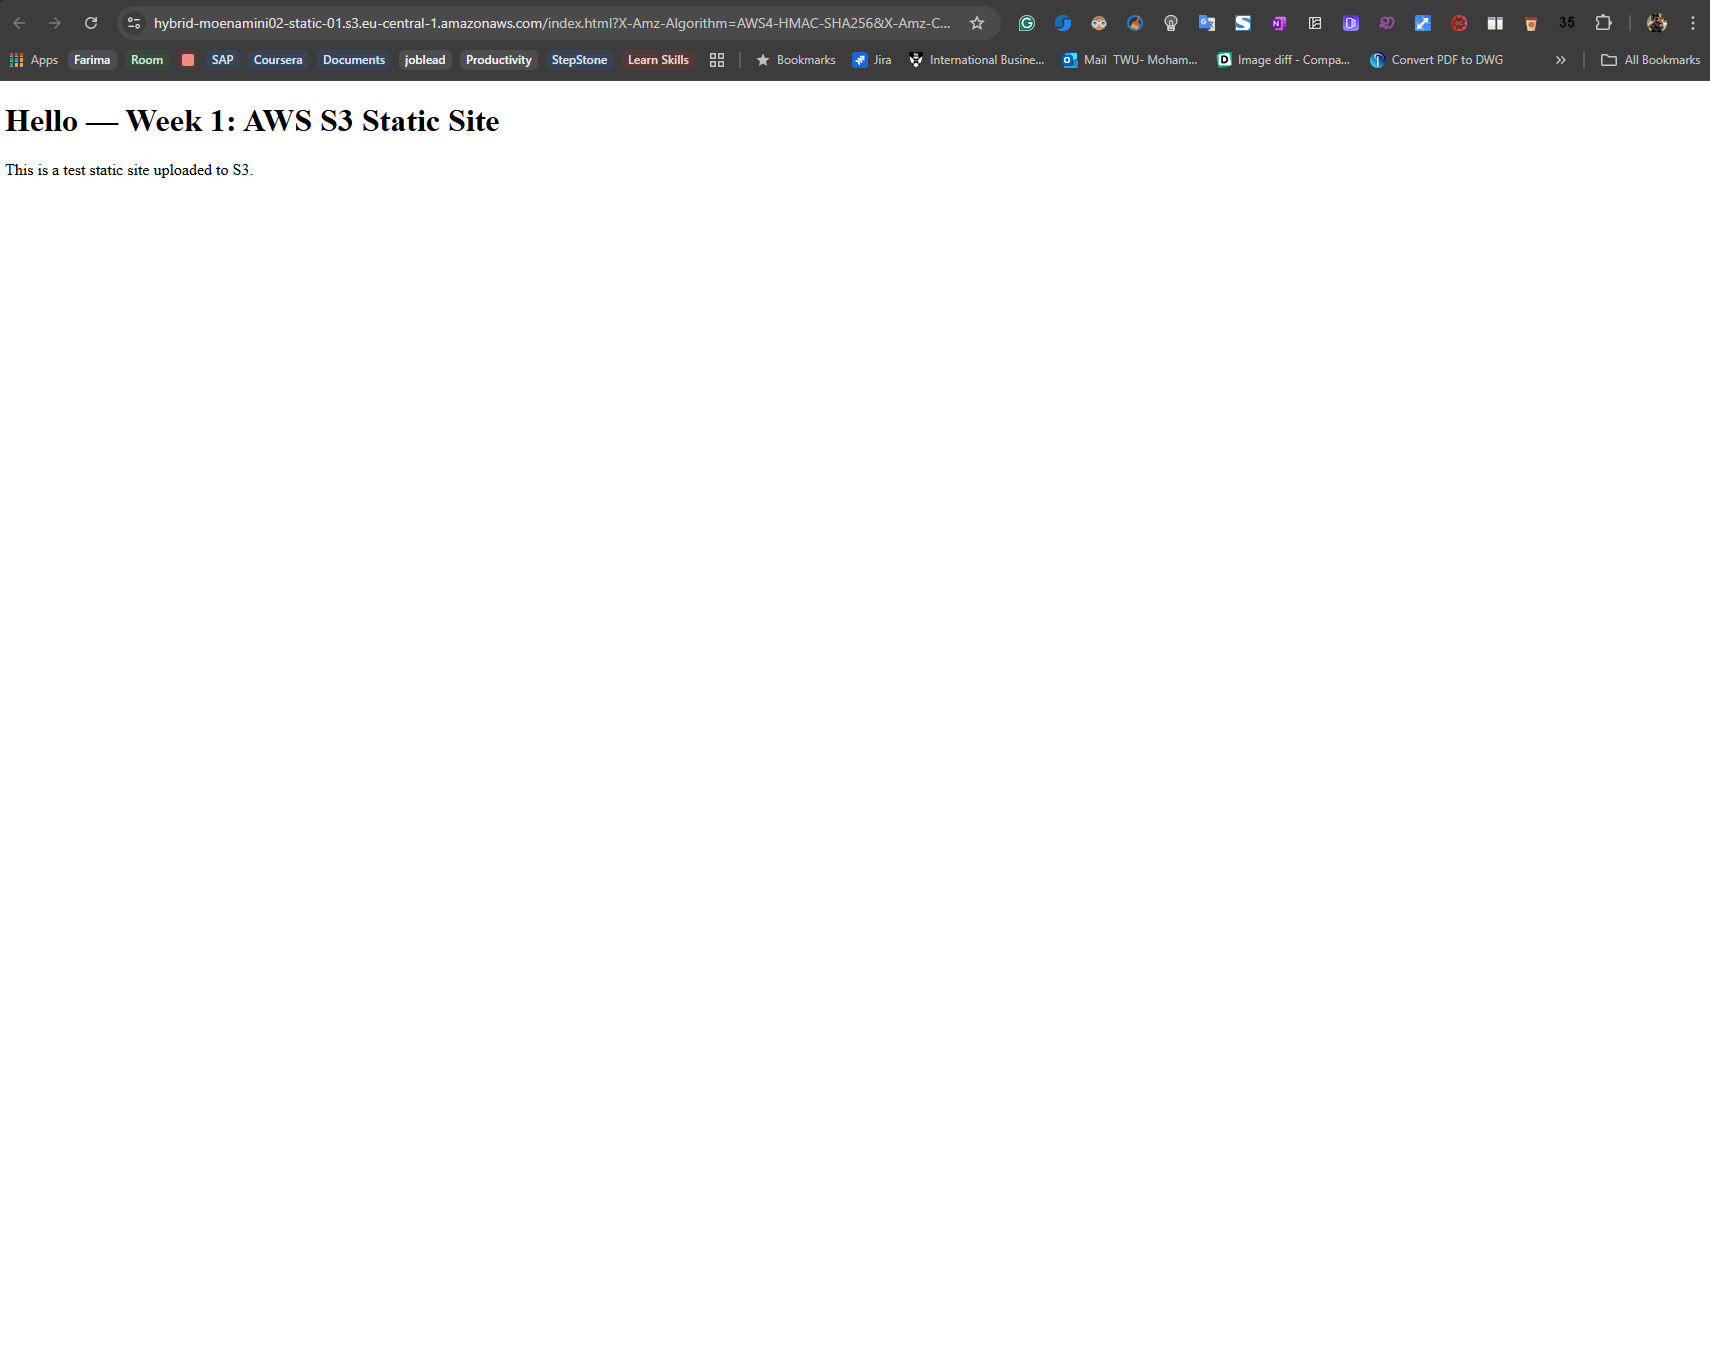 hybrid-moenamini02-static-01.s3.eu-central-1.amazonaws.com/index.html?X-Amz-Algorithm=AWS4-HMAC-SHA256&X-Amz-C... 35
Apps Farima Room SAP Coursera Documents joblead Productivity StepStone Learn Skills Bookmarks Jira International Busine... Mail TWU- Moham... D Image diff - Compa... Convert PDF to DWG » All Bookmarks
Hello — Week 1: AWS S3 Static Site
This is a test static site uploaded to S3.